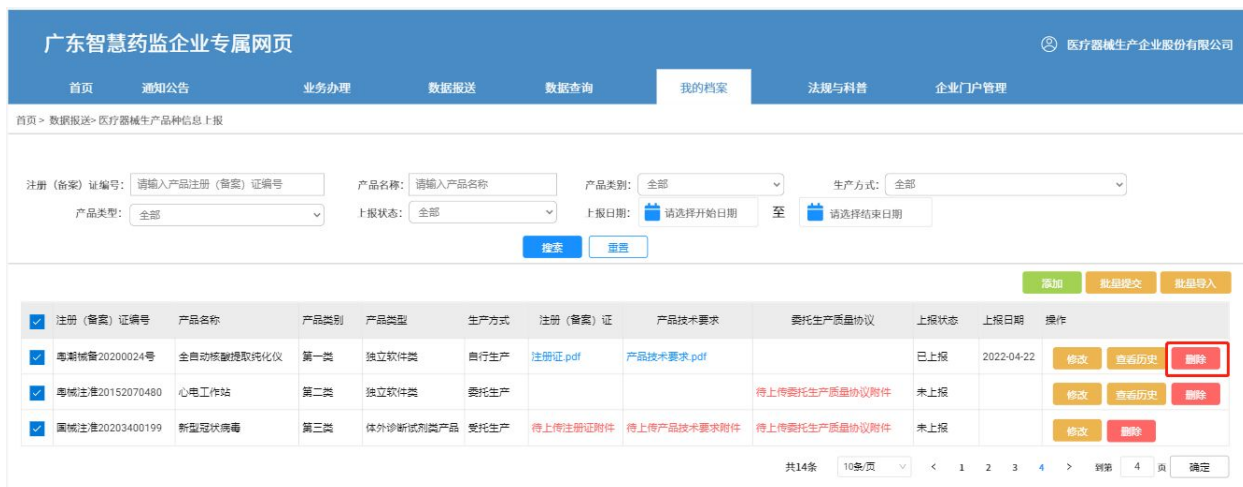 广东智慧药监企业专属网页
医疗器械生产企业股份有限公司
首页 通知公告 业务办理 数据报送 数据查询 我的档案 法规与科普 企业门户管理
首页 > 数据报送> 医疗器械生产品种信息上报
注册（备案）证编号: 请输入产品注册（备案）证编号 产品名称: 请输入产品名称 产品类别: 全部 生产方式: 全部
产品类型: 全部 上报状态: 全部 上报日期: 请选择开始日期 至 请选择结束日期
搜索 重置
添加 批量提交 批量导入
注册（备案）证编号 产品名称 产品类别 产品类型 生产方式 注册（备案）证 产品技术要求 委托生产质量协议 上报状态 上报日期 操作
粤潮械备20200024号 全自动核酸提取纯化仪 第一类 独立软件类 自行生产 注册证.pdf 产品技术要求.pdf 已上报 2022-04-22 修改 查看历史 删除
粤械注准20152070480 心电工作站 第二类 独立软件类 委托生产 待上传委托生产质量协议附件 未上报 修改 查看历史 删除
国械注准20203400199 新型冠状病毒 第三类 体外诊断试剂类产品 受托生产 待上传注册证附件 待上传产品技术要求附件 待上传委托生产质量协议附件 未上报 修改 删除
共14条 10条/页 < 1 2 3 4 > 到第 4 页 确定